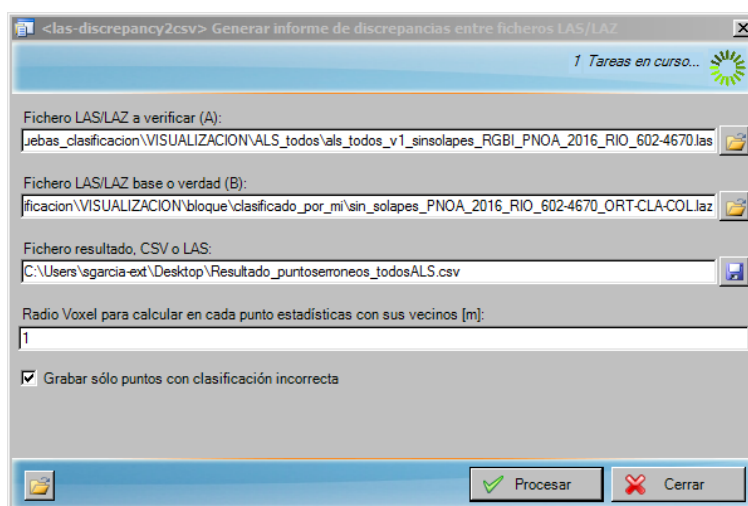 <las-discrepancy2csv> Generar informe de discrepancias entre ficheros LAS/LAZ
1 Tareas en curso...
Fichero LAS/LAZ a verificar (A):
uebas_clasificacion\VISUALIZACION\ALS_todos\als_todos_v1_sinsolapes_RGBI_PNOA_2016_RIO_602-4670.las
Fichero LAS/LAZ base o verdad (B):
ificacion\VISUALIZACION\bloque\clasificado_por_mi\sin_solapes_PNOA_2016_RIO_602-4670_ORT-CLA-COL.laz
Fichero resultado, CSV o LAS:
C:\Users\sgarcia-ext\Desktop\Resultado_puntoserroneos_todosALS.csv
Radio Voxel para calcular en cada punto estadísticas con sus vecinos [m]:
1
Grabar sólo puntos con clasificación incorrecta
Procesar Cerrar